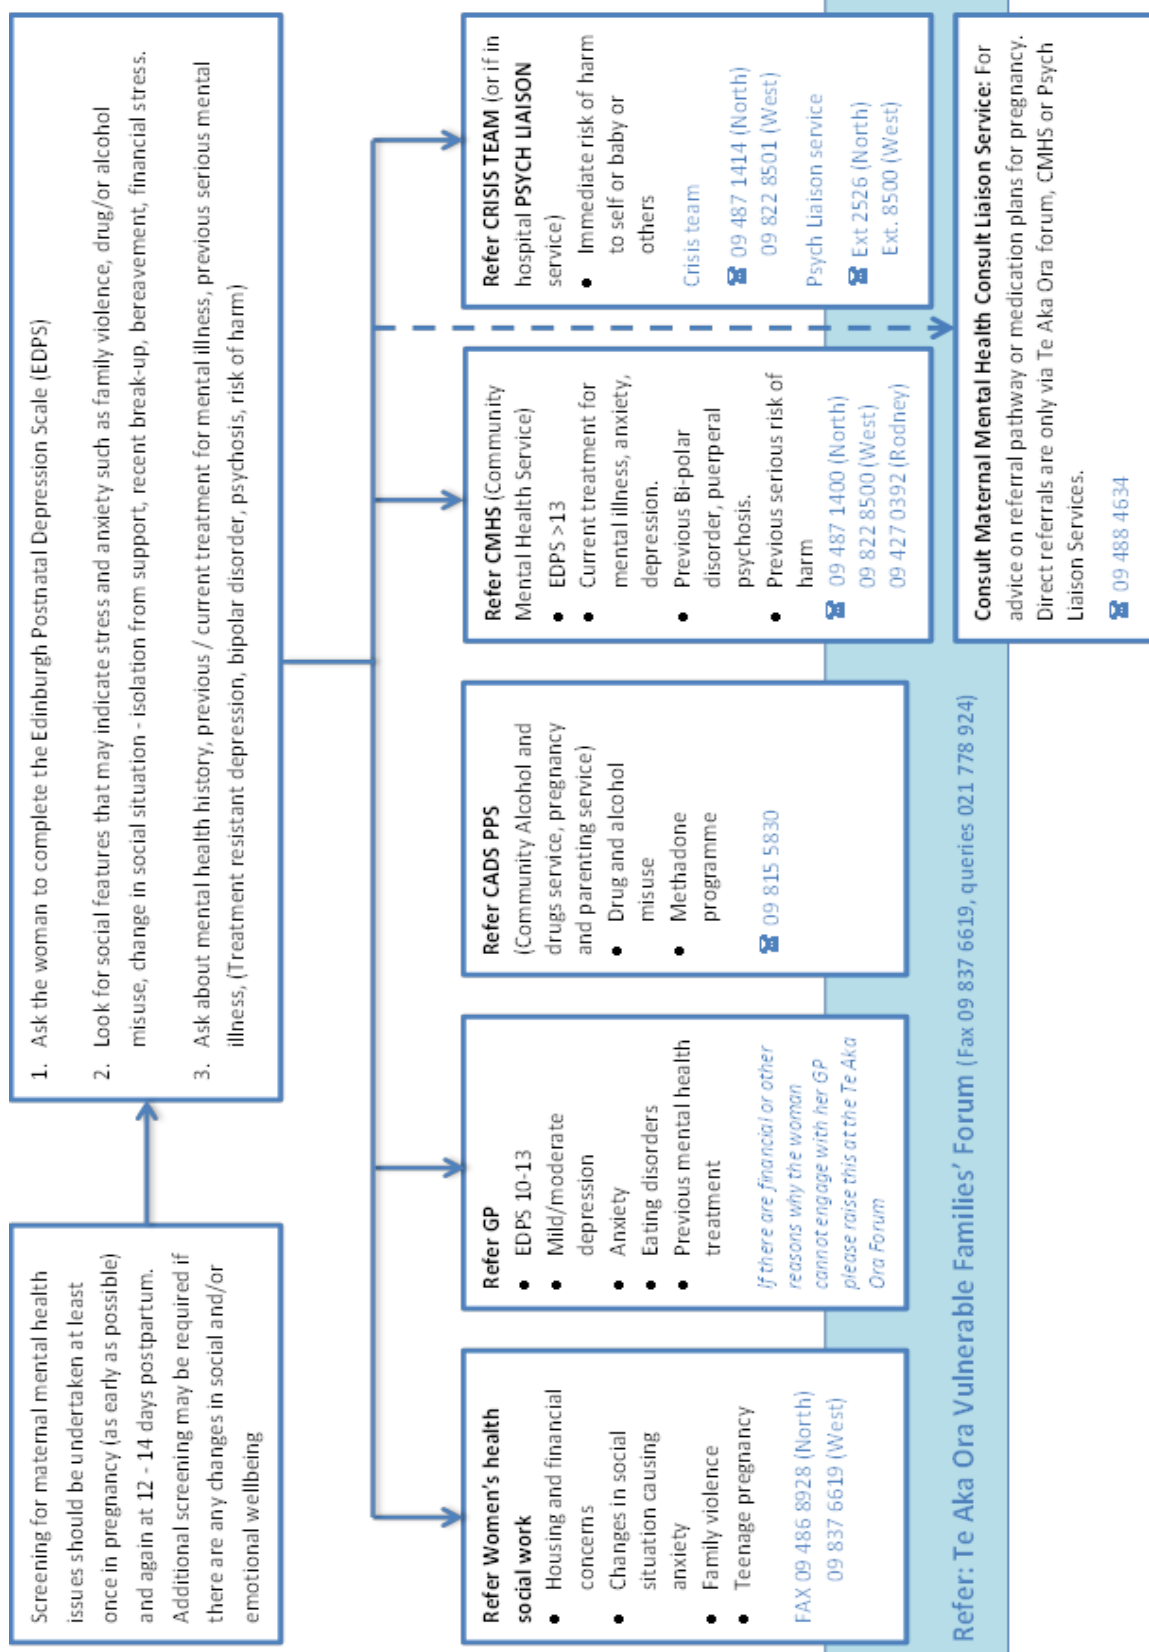 Screening for maternal mental health
issues should be undertaken at least
once in pregnancy (as early as possible)
and again at 12 - 14 days postpartum.
Additional screening may be required if
there are any changes in social and/or
emotional wellbeing
1. Ask the woman to complete the Edinburgh Postnatal Depression Scale (EDPS)
2. Look for social features that may indicate stress and anxiety such as family violence, drug/or alcohol
misuse, change in social situation - isolation from support, recent break-up, bereavement, financial stress.
3. Ask about mental health history, previous / current treatment for mental illness, previous serious mental
illness, (Treatment resistant depression, bipolar disorder, psychosis, risk of harm)
Refer Women's health
social work
• Housing and financial
concerns
• Changes in social
situation causing
anxiety
• Family violence
• Teenage pregnancy
FAX 09 486 8928 (North)
09 837 6619 (West)
Refer GP
• EDPS 10-13
• Mild/moderate
depression
• Anxiety
• Eating disorders
• Previous mental health
treatment
If there are financial or other
reasons why the woman
cannot engage with her GP
please raise this at the Te Aka
Ora Forum
Refer CADS PPS
(Community Alcohol and
drugs service, pregnancy
and parenting service)
• Drug and alcohol
misuse
• Methadone
programme
☎ 09 815 5830
Refer CMHS (Community
Mental Health Service)
• EDPS >13
• Current treatment for
mental illness, anxiety,
depression.
• Previous Bi-polar
disorder, puerperal
psychosis.
• Previous serious risk of
harm
☎ 09 487 1400 (North)
09 822 8500 (West)
09 427 0392 (Rodney)
Refer CRISIS TEAM (or if in
hospital PSYCH LIAISON
service)
• Immediate risk of harm
to self or baby or
others
Crisis team
☎ 09 487 1414 (North)
09 822 8501 (West)
Psych Liaison service
☎ Ext 2526 (North)
Ext. 8500 (West)
Refer: Te Aka Ora Vulnerable Families' Forum (Fax 09 837 6619, queries 021 778 924)
Consult Maternal Mental Health Consult Liaison Service: For
advice on referral pathway or medication plans for pregnancy.
Direct referrals are only via Te Aka Ora forum, CMHS or Psych
Liaison Services.
☎ 09 488 4634